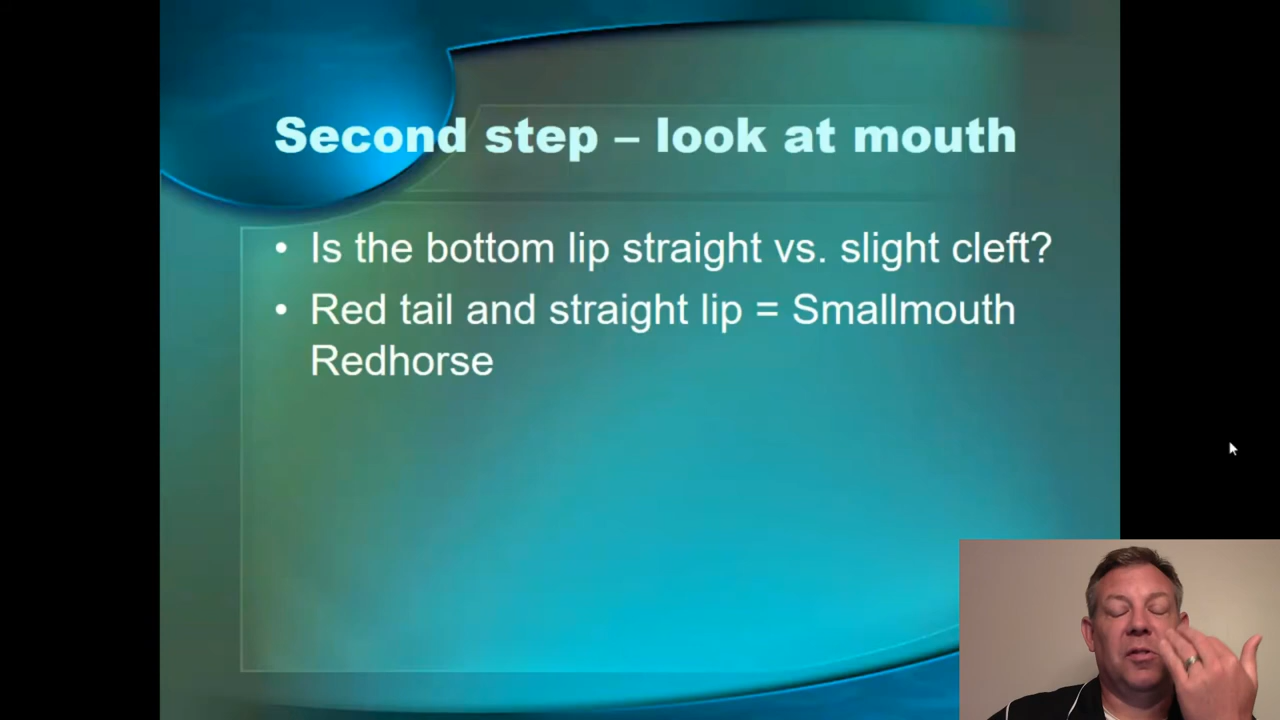 Second step – look at mouth
• Is the bottom lip straight vs. slight cleft?
• Red tail and straight lip = Smallmouth
Redhorse